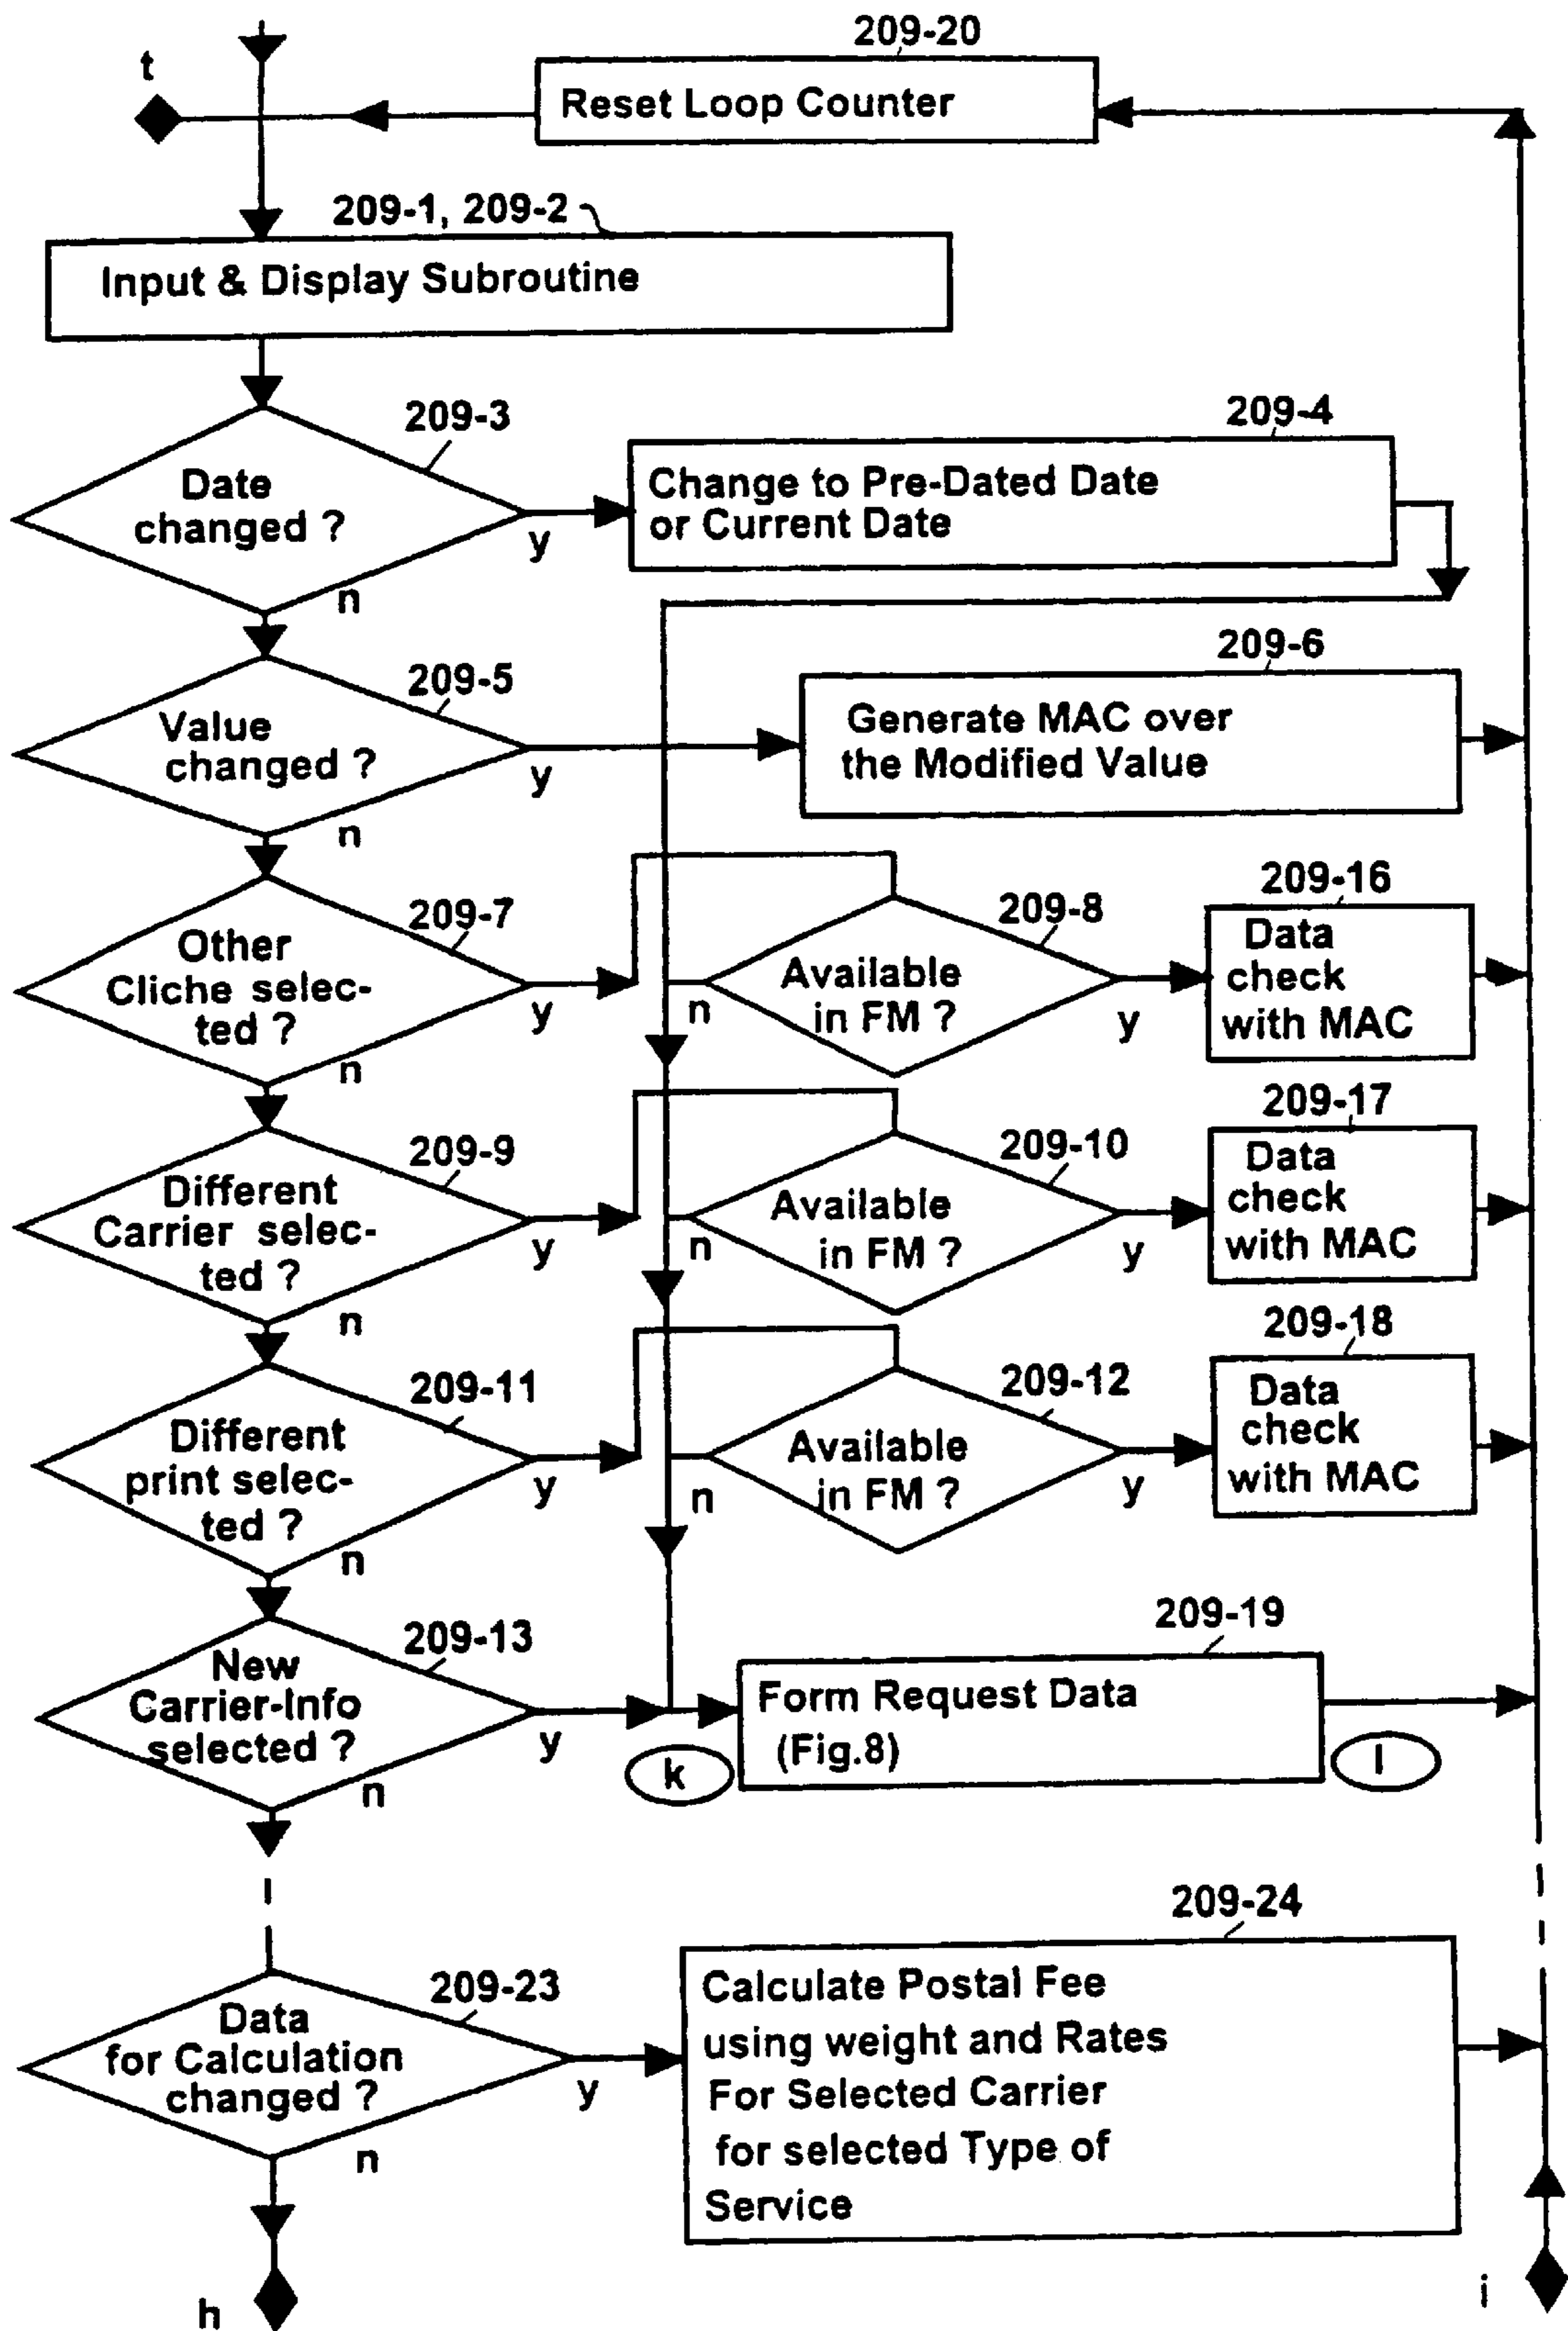 209-20
t
Reset Loop Counter
209-1, 209-2
Input & Display Subroutine
209-3
Date
changed ?
y
n
209-4
Change to Pre-Dated Date
or Current Date
209-5
Value
changed ?
y
n
209-6
Generate MAC over
the Modified Value
209-7
Other
Cliche selec-
ted ?
y
n
209-8
Available
in FM ?
n
y
209-16
Data
check
with MAC
209-9
Different
Carrier selec-
ted ?
y
n
209-10
Available
in FM ?
n
y
209-17
Data
check
with MAC
209-11
Different
print selec-
ted ?
y
n
209-12
Available
in FM ?
n
y
209-18
Data
check
with MAC
209-13
New
Carrier-Info
selected ?
y
n
k
209-19
Form Request Data
(Fig.8)
l
209-23
Data
for Calculation
changed ?
y
n
209-24
Calculate Postal Fee
using weight and Rates
For Selected Carrier
for selected Type of
Service
h
i